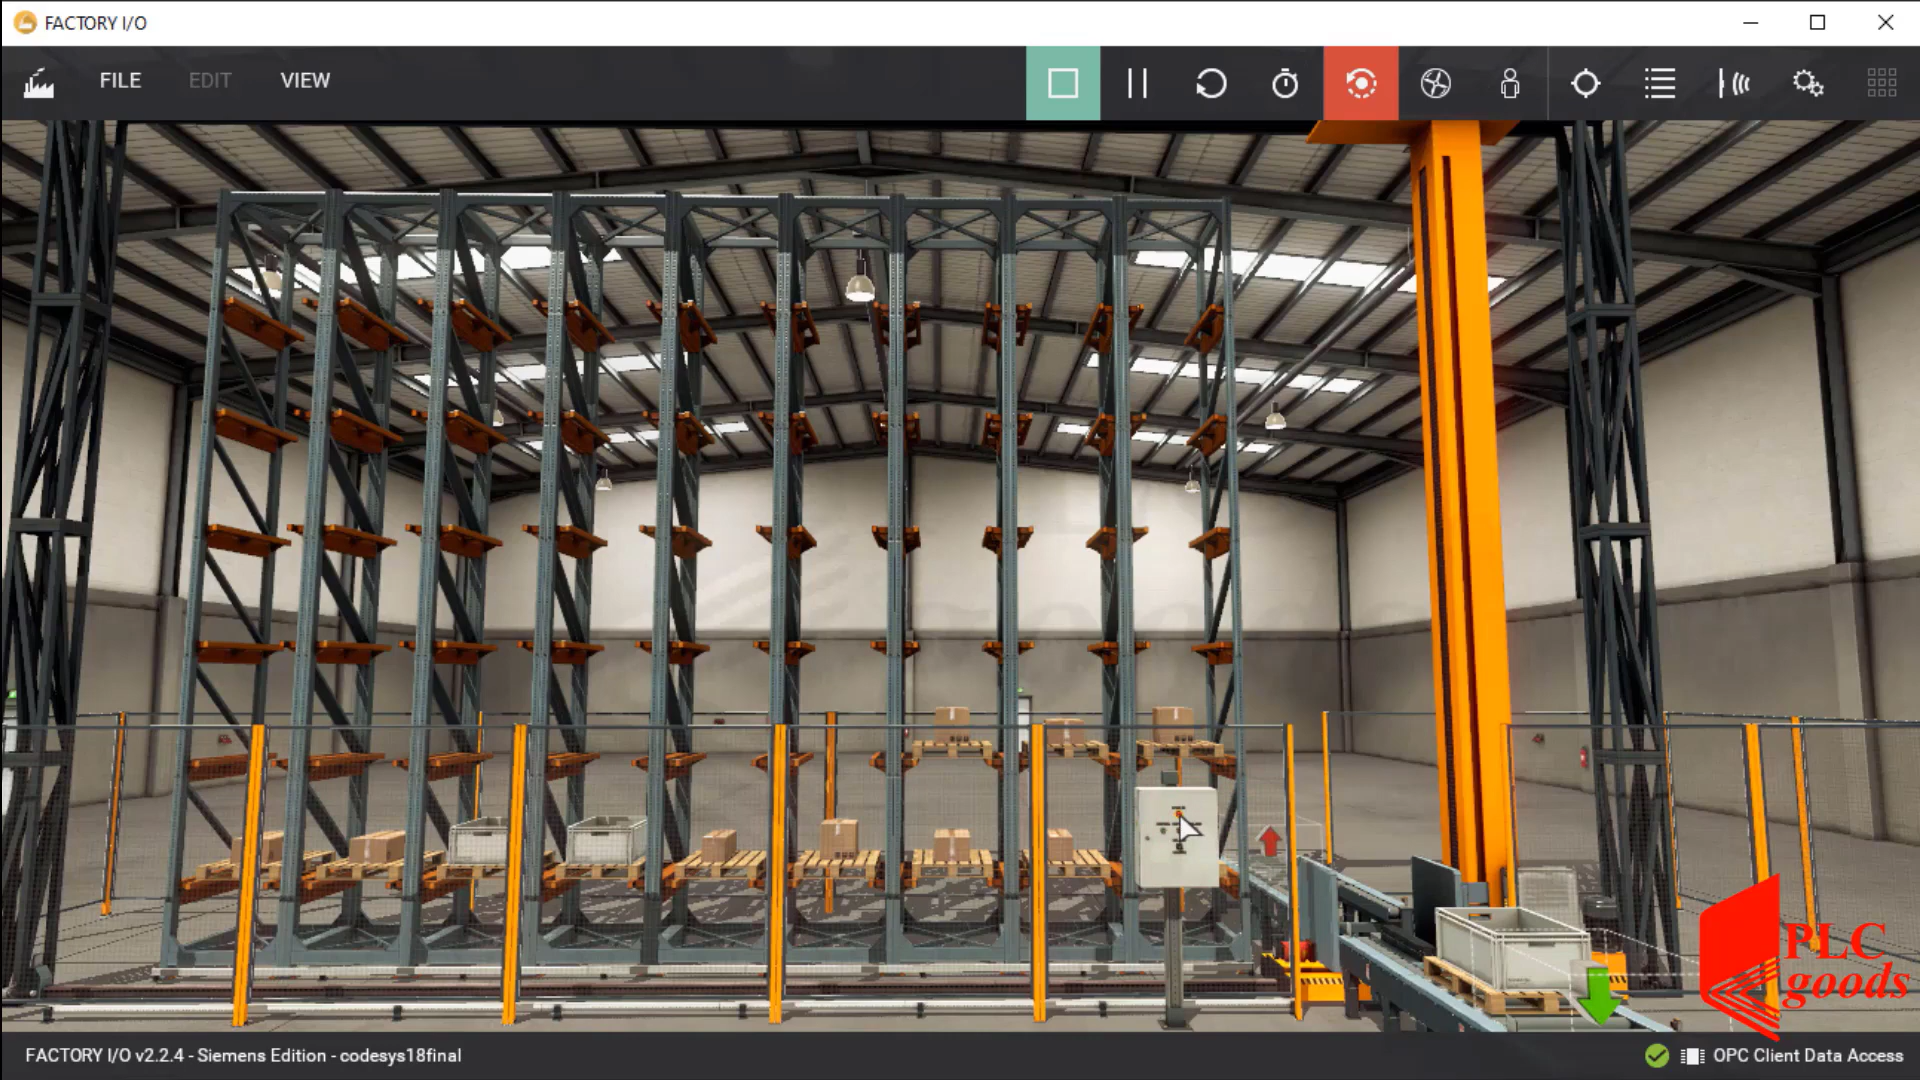 FACTORY I/O
FILE
EDIT
VIEW
PLC
goods
FACTORY I/O v2.2.4 - Siemens Edition - codesys18final
OPC Client Data Access